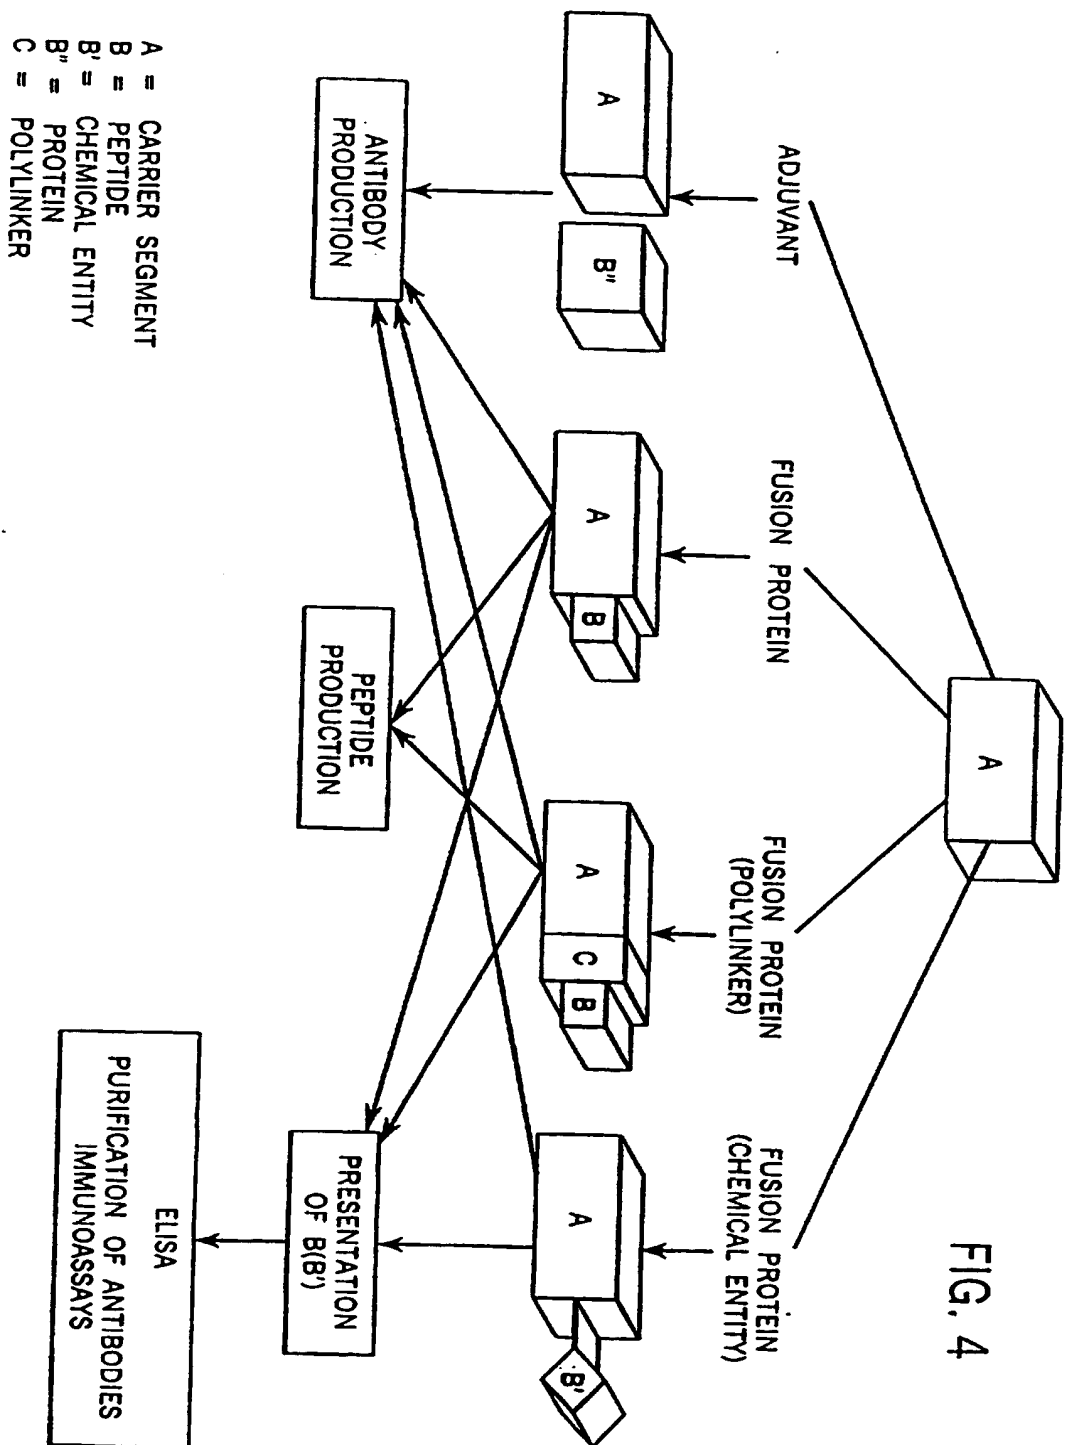 FIG. 4
A
ADJUVANT
FUSION PROTEIN
FUSION PROTEIN
(POLYLINKER)
FUSION PROTEIN
(CHEMICAL ENTITY)
A
B"
A
B
A
C
B
A
B'
ANTIBODY
PRODUCTION
PEPTIDE
PRODUCTION
PRESENTATION
OF B(B')
ELISA
PURIFICATION OF ANTIBODIES
IMMUNOASSAYS
A = CARRIER SEGMENT
B = PEPTIDE
B' = CHEMICAL ENTITY
B" = PROTEIN
C = POLYLINKER